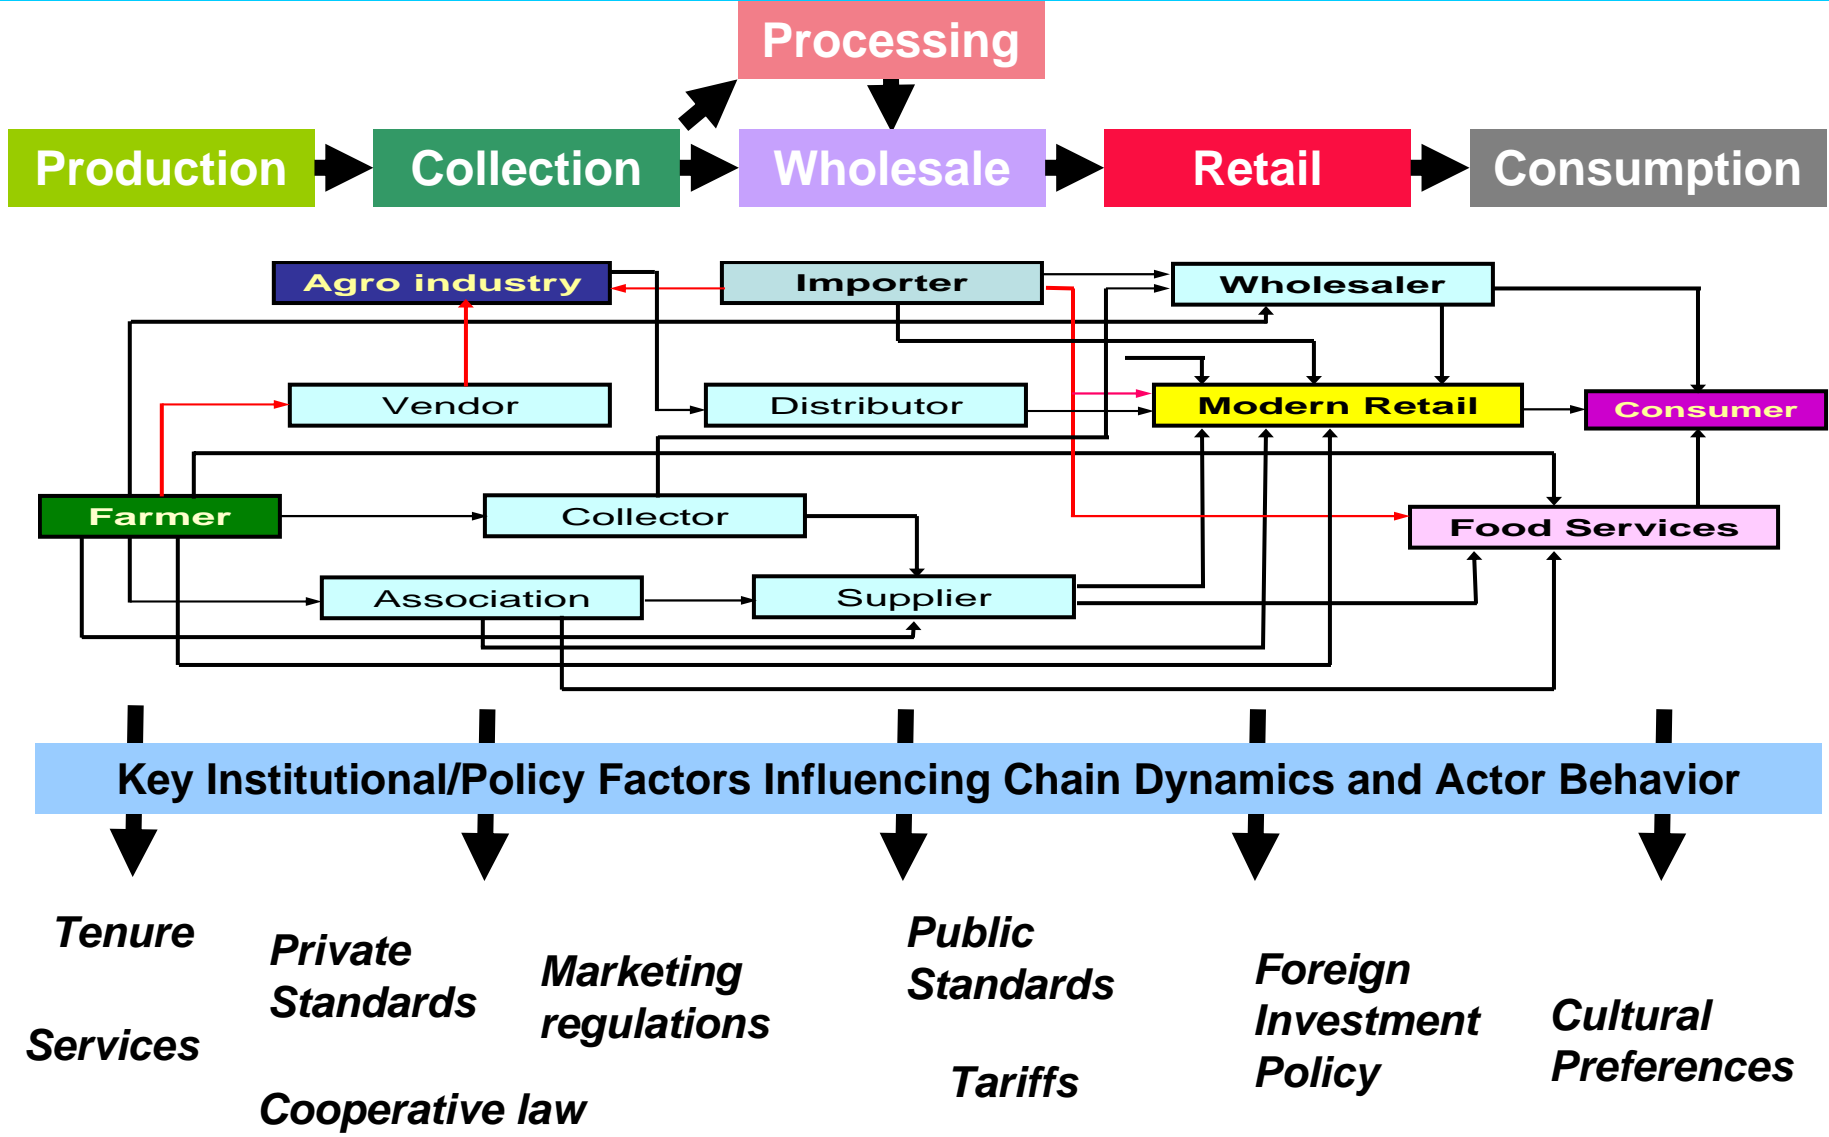 Processing
Production
Collection
Wholesale
Retail
Consumption
Agro industry
Importer
Wholesaler
Vendor
Distributor
Modern Retail
Consumer
Farmer
Collector
Food Services
Association
Supplier
Key Institutional/Policy Factors Influencing Chain Dynamics and Actor Behavior
Tenure
Services
Private
Standards
Cooperative law
Marketing
regulations
Public
Standards
Tariffs
Foreign
Investment
Policy
Cultural
Preferences